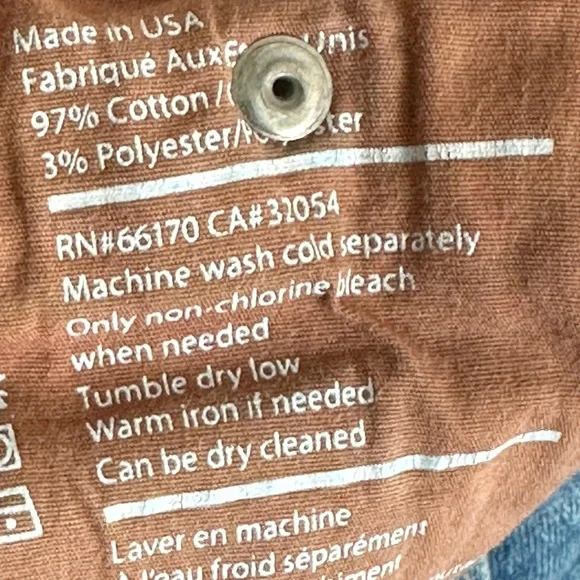 Made in USA
Fabriqué Aux
97% Cotton/
3% Polyester/
RN#66170 CA#32054
Machine wash cold separately
Only non-chlorine bleach
when needed
Tumble dry low
Warm iron if needed
Can be dry cleaned
Laver en machine
l'eau froid séparément